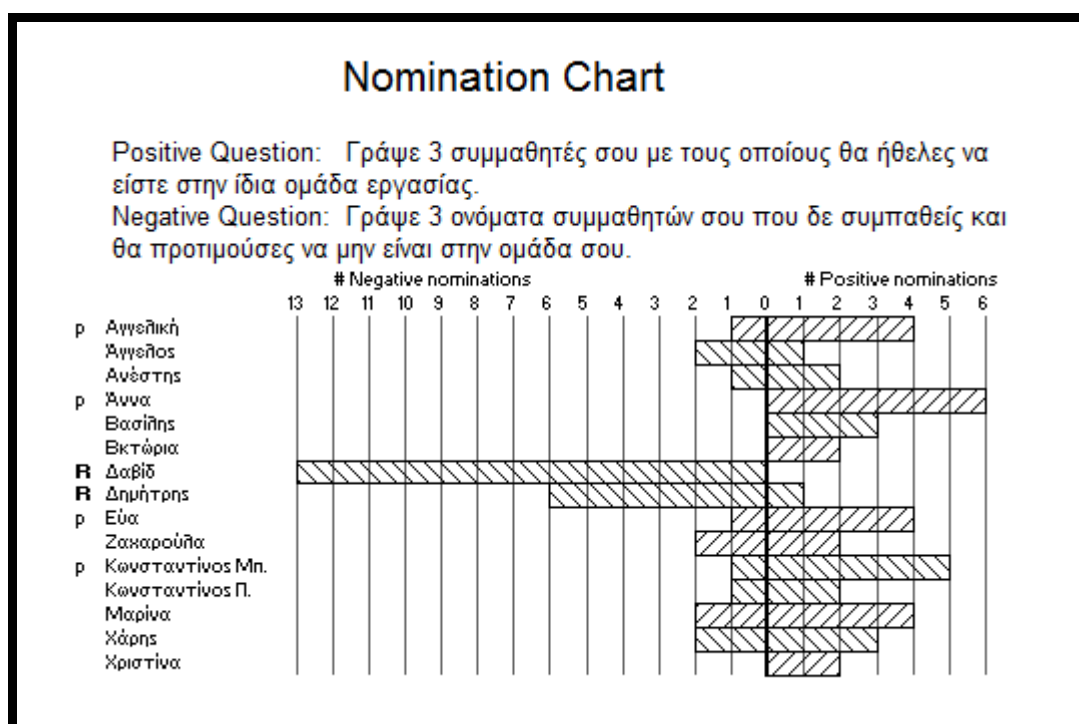 Nomination Chart
Positive Question: Γράψε 3 συμμαθητές σου με τους οποίους θα ήθελες να
είστε στην ίδια ομάδα εργασίας.
Negative Question: Γράψε 3 ονόματα συμμαθητών σου που δε συμπαθείς και
θα προτιμούσες να μην είναι στην ομάδα σου.
# Negative nominations # Positive nominations
13 12 11 10 9 8 7 6 5 4 3 2 1 0 1 2 3 4 5 6
p Αγγελική
Άγγελος
Ανέστης
p Άννα
Βασίλης
Βκτώρια
R Δαβίδ
R Δημήτρης
p Εύα
Ζαχαρούλα
p Κωνσταντίνος Μπ.
Κωνσταντίνος Π.
Μαρίνα
Χάρης
Χριστίνα